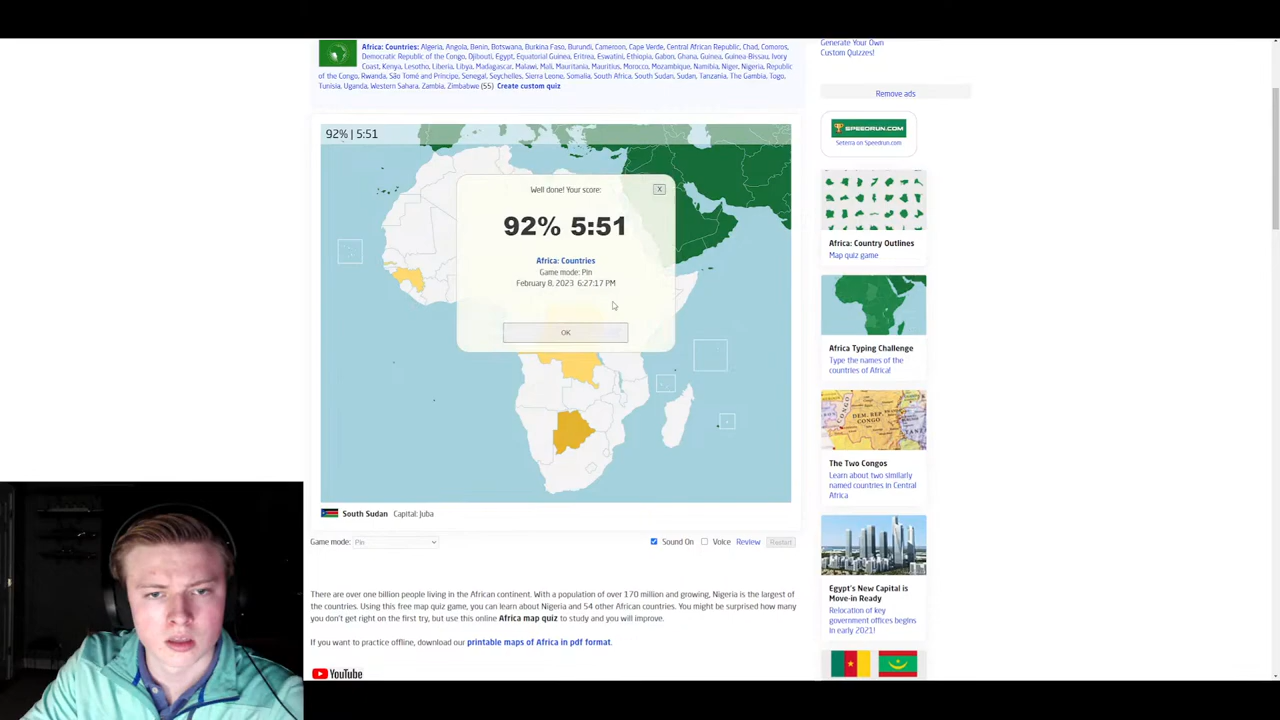 Africa: Countries: Algeria, Angola, Benin, Botswana, Burkina Faso, Burundi, Cameroon, Cape Verde, Central African Republic, Chad, Comoros,
Democratic Republic of the Congo, Djibouti, Egypt, Equatorial Guinea, Eritrea, Eswatini, Ethiopia, Gabon, Ghana, Guinea, Guinea-Bissau, Ivory
Coast, Kenya, Lesotho, Liberia, Libya, Madagascar, Malawi, Mali, Mauritania, Mauritius, Morocco, Mozambique, Namibia, Niger, Nigeria, Republic
of the Congo, Rwanda, São Tomé and Príncipe, Senegal, Seychelles, Sierra Leone, Somalia, South Africa, South Sudan, Sudan, Tanzania, The Gambia, Togo,
Tunisia, Uganda, Western Sahara, Zambia, Zimbabwe (55) Create custom quiz
92% | 5:51
Well done! Your score:
X
92% 5:51
Africa: Countries
Game mode: Pin
February 8, 2023 6:27:17 PM
OK
South Sudan Capital: Juba
Game mode: Pin
Sound On
Voice
Review
Restart
There are over one billion people living in the African continent. With a population of over 170 million and growing, Nigeria is the largest of
the countries. Using this free map quiz game, you can learn about Nigeria and 54 other African countries. You might be surprised how many
you don't get right on the first try, but use this online Africa map quiz to study and you will improve.
If you want to practice offline, download our printable maps of Africa in pdf format.
YouTube
Generate Your Own
Custom Quizzes!
Remove ads
SPEEDRUN.COM
Seterra on Speedrun.com
Africa: Country Outlines
Map quiz game
Africa Typing Challenge
Type the names of the
countries of Africa!
CONGO
DEM. REP.
CONGO
The Two Congos
Learn about two similarly
named countries in Central
Africa
Egypt's New Capital is
Move-in Ready
Relocation of key
government offices begins
in early 2021!